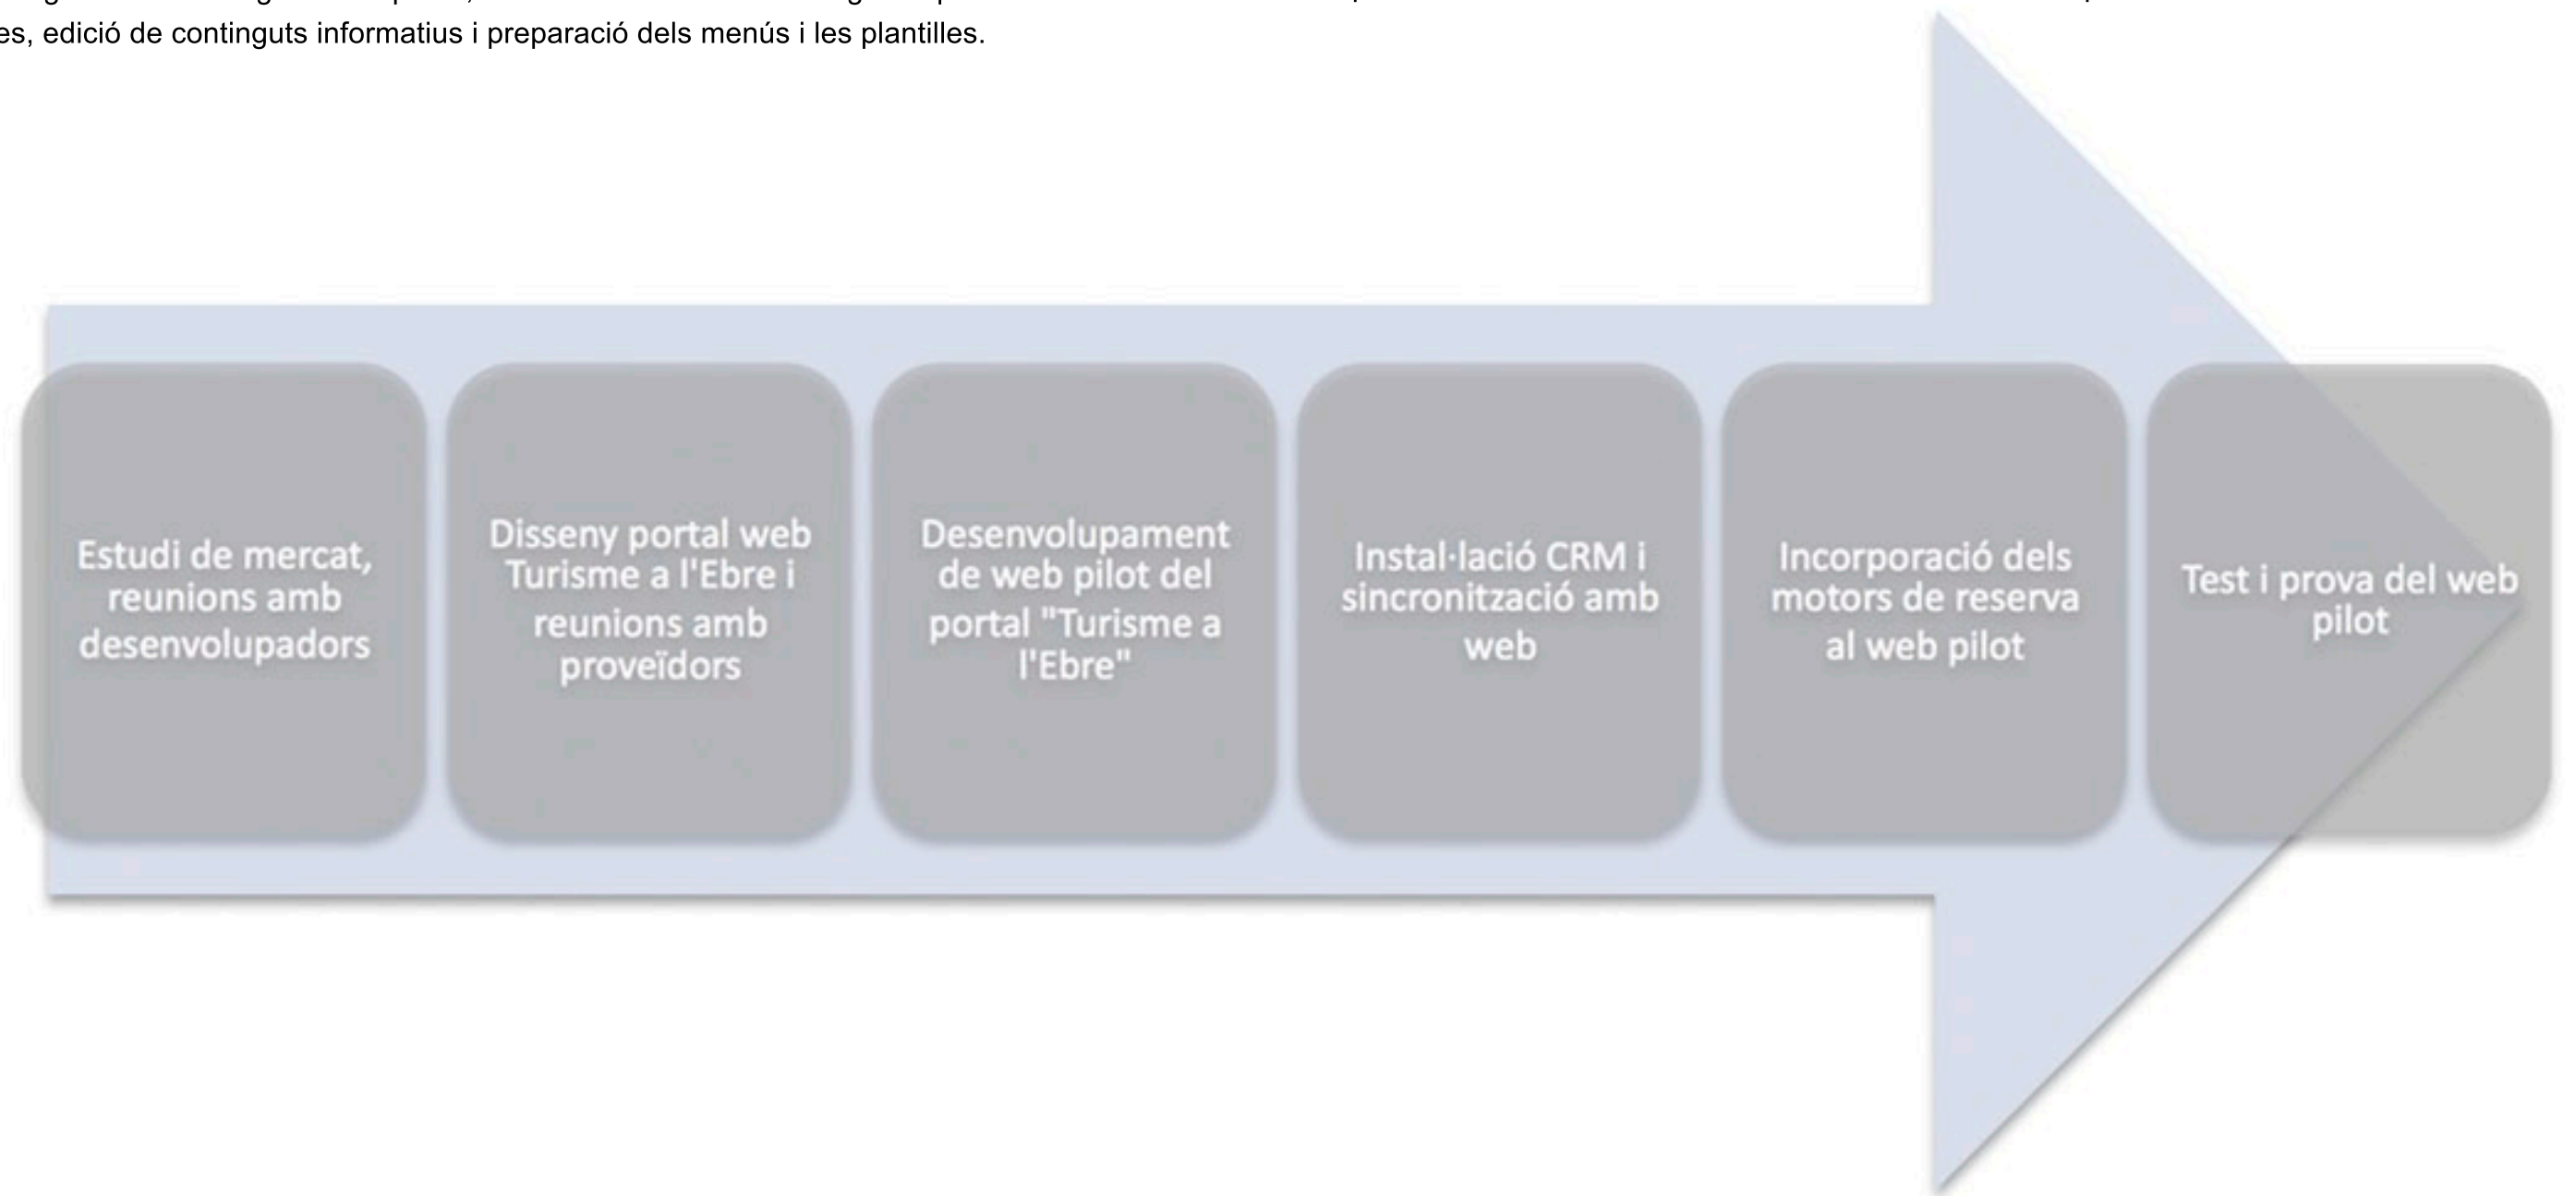 es, edició de continguts informatius i preparació dels menús i les plantilles.
Estudi de mercat,
reunions amb
desenvolupadors
Disseny portal web
Turisme a l'Ebre i
reunions amb
proveïdors
Desenvolupament
de web pilot del
portal "Turisme a
l'Ebre"
Instal·lació CRM i
sincronització amb
web
Incorporació dels
motors de reserva
al web pilot
Test i prova del web
pilot